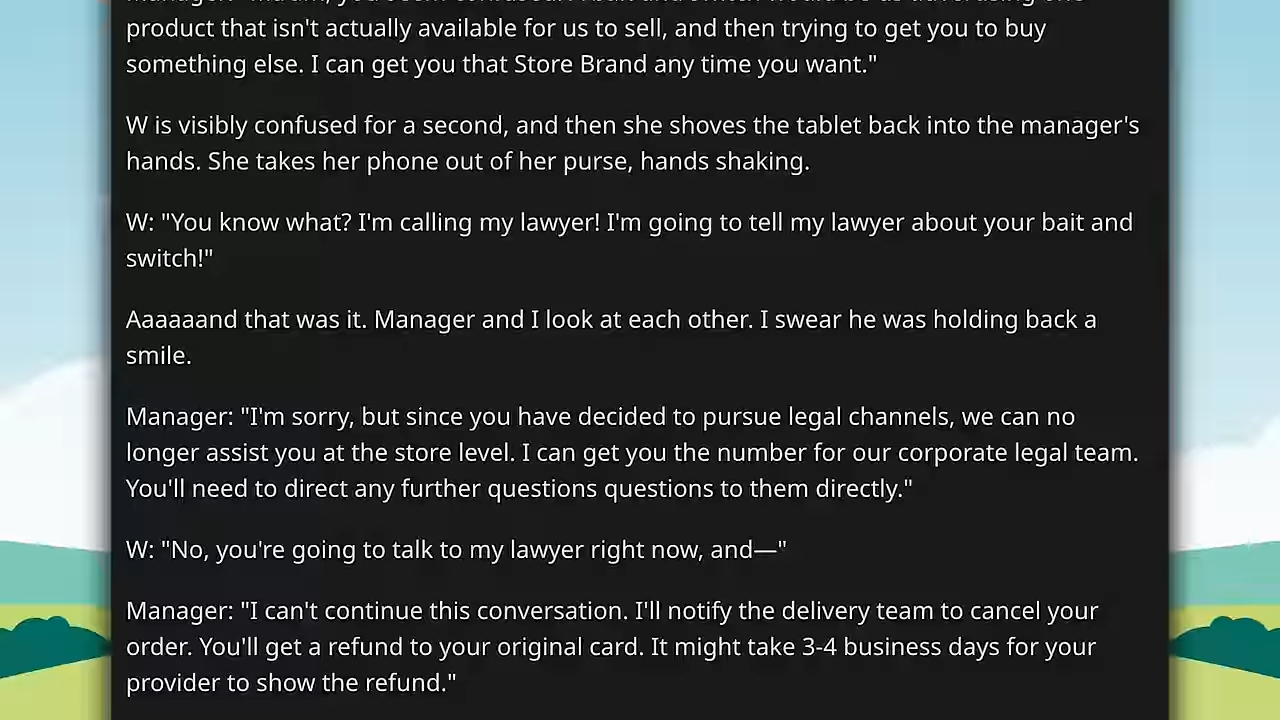 product that isn't actually available for us to sell, and then trying to get you to buy
something else. I can get you that Store Brand any time you want."
W is visibly confused for a second, and then she shoves the tablet back into the manager's
hands. She takes her phone out of her purse, hands shaking.
W: "You know what? I'm calling my lawyer! I'm going to tell my lawyer about your bait and
switch!"
Aaaaaand that was it. Manager and I look at each other. I swear he was holding back a
smile.
Manager: "I'm sorry, but since you have decided to pursue legal channels, we can no
longer assist you at the store level. I can get you the number for our corporate legal team.
You'll need to direct any further questions questions to them directly."
W: "No, you're going to talk to my lawyer right now, and—"
Manager: "I can't continue this conversation. I'll notify the delivery team to cancel your
order. You'll get a refund to your original card. It might take 3-4 business days for your
provider to show the refund."